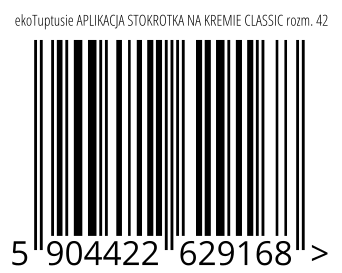 ekoTuptusie APLIKACJA STOKROTKA NA KREMIE CLASSIC rozm. 42
5 904422 629168 >